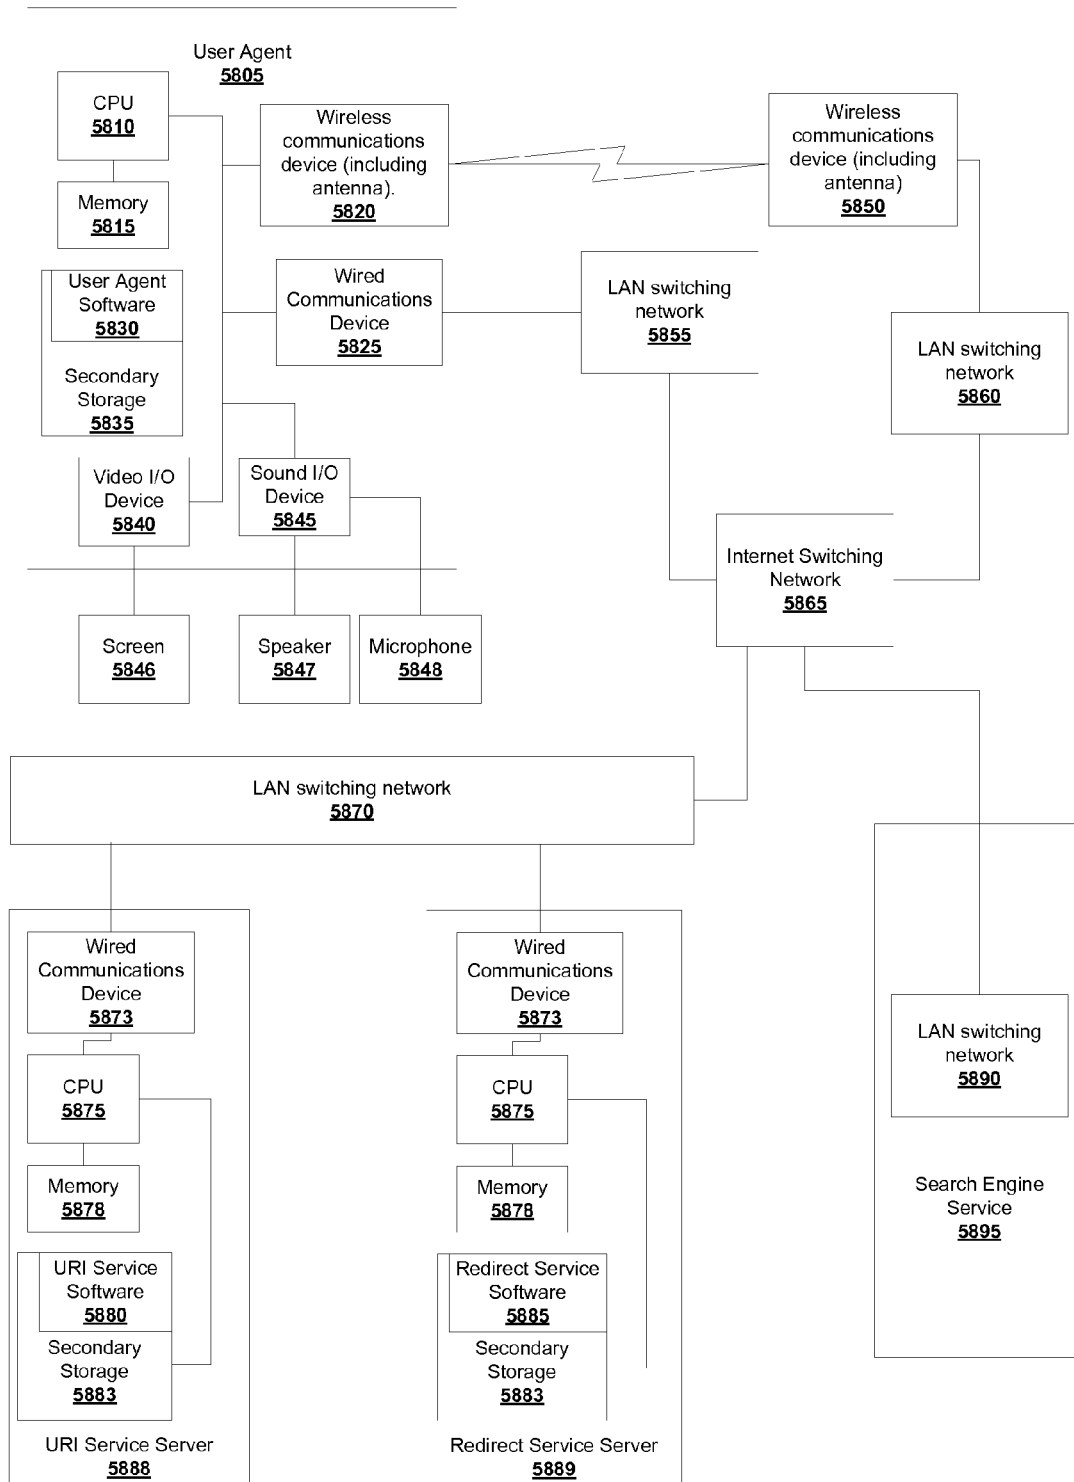 User Agent
5805
CPU
5810
Memory
5815
Wireless
communications
device (including
antenna).
5820
Wireless
communications
device (including
antenna)
5850
User Agent
Software
5830
Secondary
Storage
5835
Wired
Communications
Device
5825
LAN switching
network
5855
LAN switching
network
5860
Video I/O
Device
5840
Sound I/O
Device
5845
Internet Switching
Network
5865
Screen
5846
Speaker
5847
Microphone
5848
LAN switching network
5870
Wired
Communications
Device
5873
CPU
5875
Memory
5878
URI Service
Software
5880
Secondary
Storage
5883
URI Service Server
5888
Wired
Communications
Device
5873
CPU
5875
Memory
5878
Redirect Service
Software
5885
Secondary
Storage
5883
Redirect Service Server
5889
LAN switching
network
5890
Search Engine
Service
5895